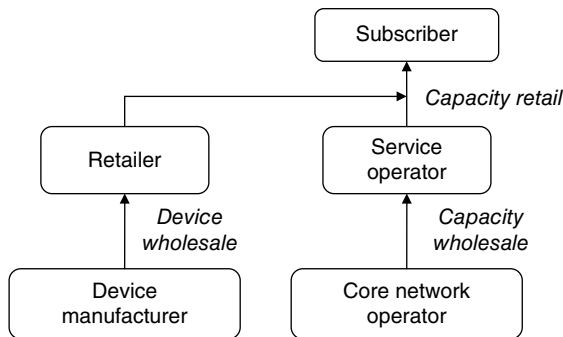 Subscriber
Capacity retail
Retailer
Service
operator
Device
wholesale
Capacity
wholesale
Device
manufacturer
Core network
operator